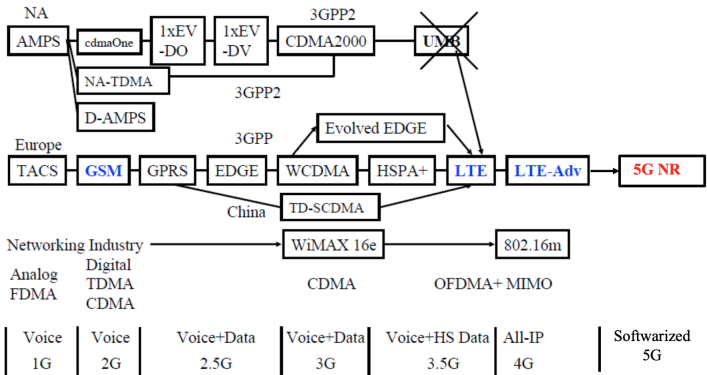 NA
3GPP2
AMPS
cdmaOne
1xEV
-DO
1xEV
-DV
CDMA2000
UMB
NA-TDMA
3GPP2
D-AMPS
Europe
3GPP
Evolved EDGE
TACS
GSM
GPRS
EDGE
WCDMA
HSPA+
LTE
LTE-Adv
5G NR
China
TD-SCDMA
Networking Industry
WiMAX 16e
802.16m
Analog
FDMA
Digital
TDMA
CDMA
CDMA
OFDMA+ MIMO
Voice
1G
Voice
2G
Voice+Data
2.5G
Voice+Data
3G
Voice+HS Data
3.5G
All-IP
4G
Softwarized
5G